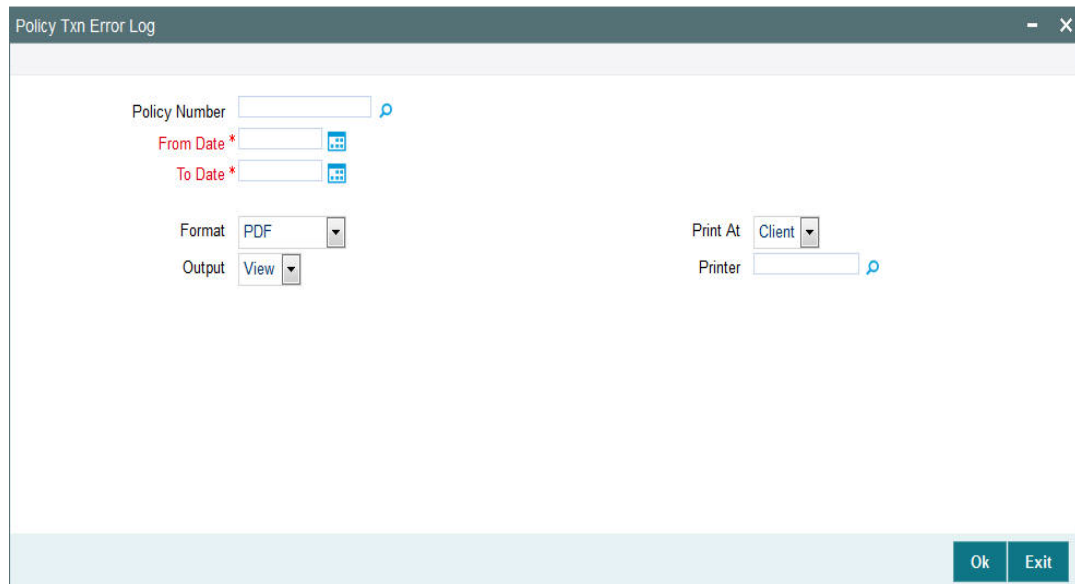 Policy Txn Error Log
Policy Number
From Date *
To Date *
Format PDF
Print At Client
Output View
Printer
Ok Exit